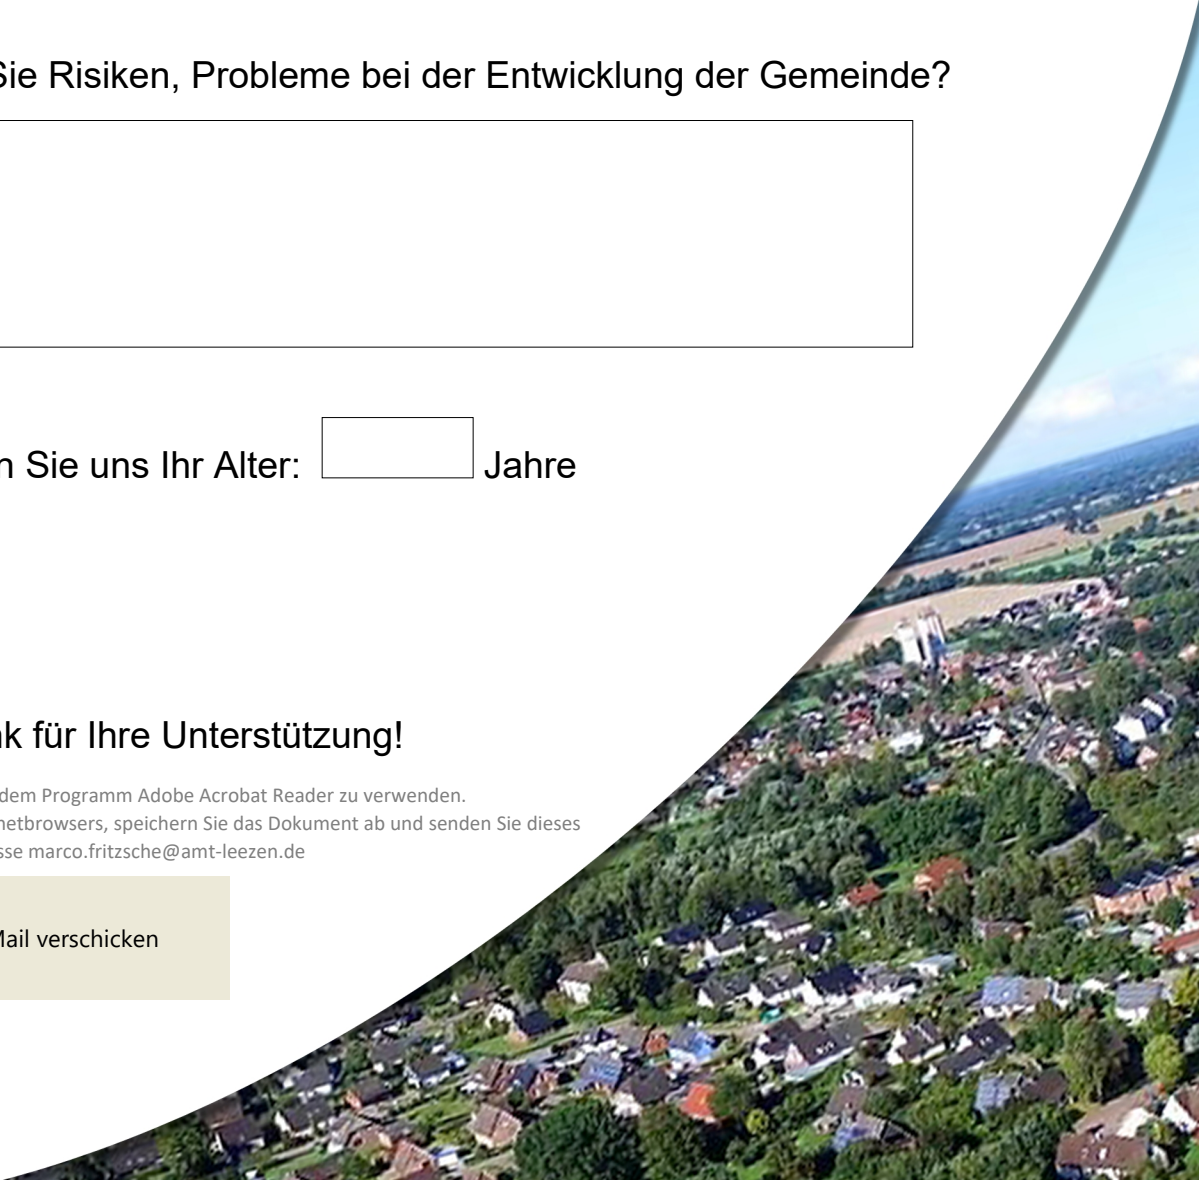 Sie Risiken, Probleme bei der Entwicklung der Gemeinde?
n Sie uns Ihr Alter: Jahre
nk für Ihre Unterstützung!
dem Programm Adobe Acrobat Reader zu verwenden.
netbrowsers, speichern Sie das Dokument ab und senden Sie dieses
sse marco.fritzsche@amt-leezen.de
Mail verschicken